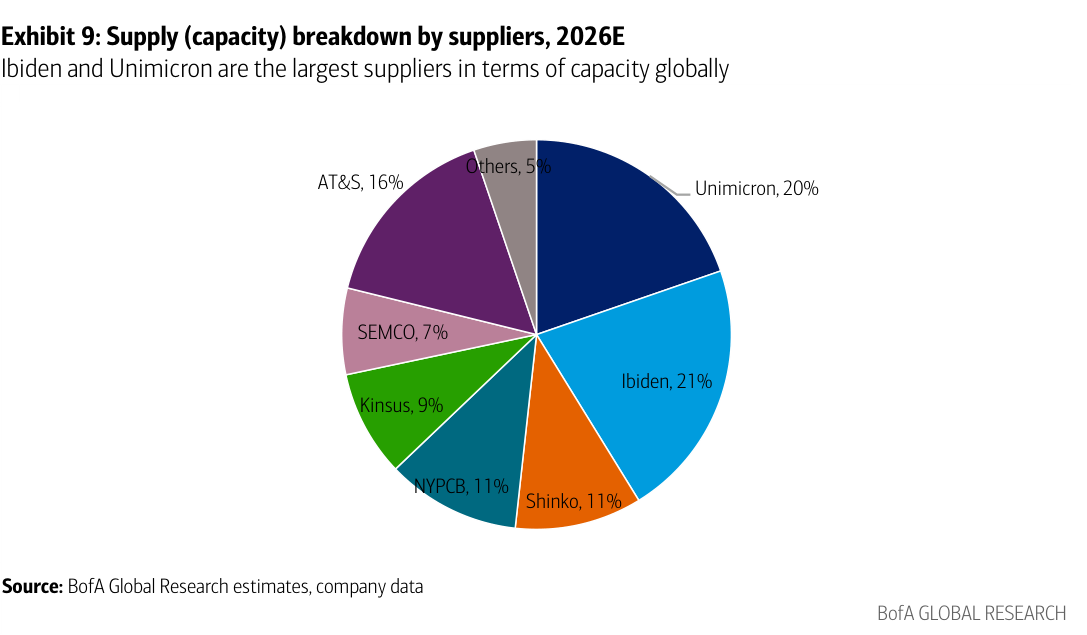 Exhibit 9: Supply (capacity) breakdown by suppliers, 2026E
Ibiden and Unimicron are the largest suppliers in terms of capacity globally
Others, 5%
AT&S, 16%
Unimicron, 20%
SEMCO, 7%
Ibiden, 21%
Kinsus, 9%
NYPCB, 11%
Shinko, 11%
Source: BofA Global Research estimates, company data
BofA GLOBAL RESEARCH